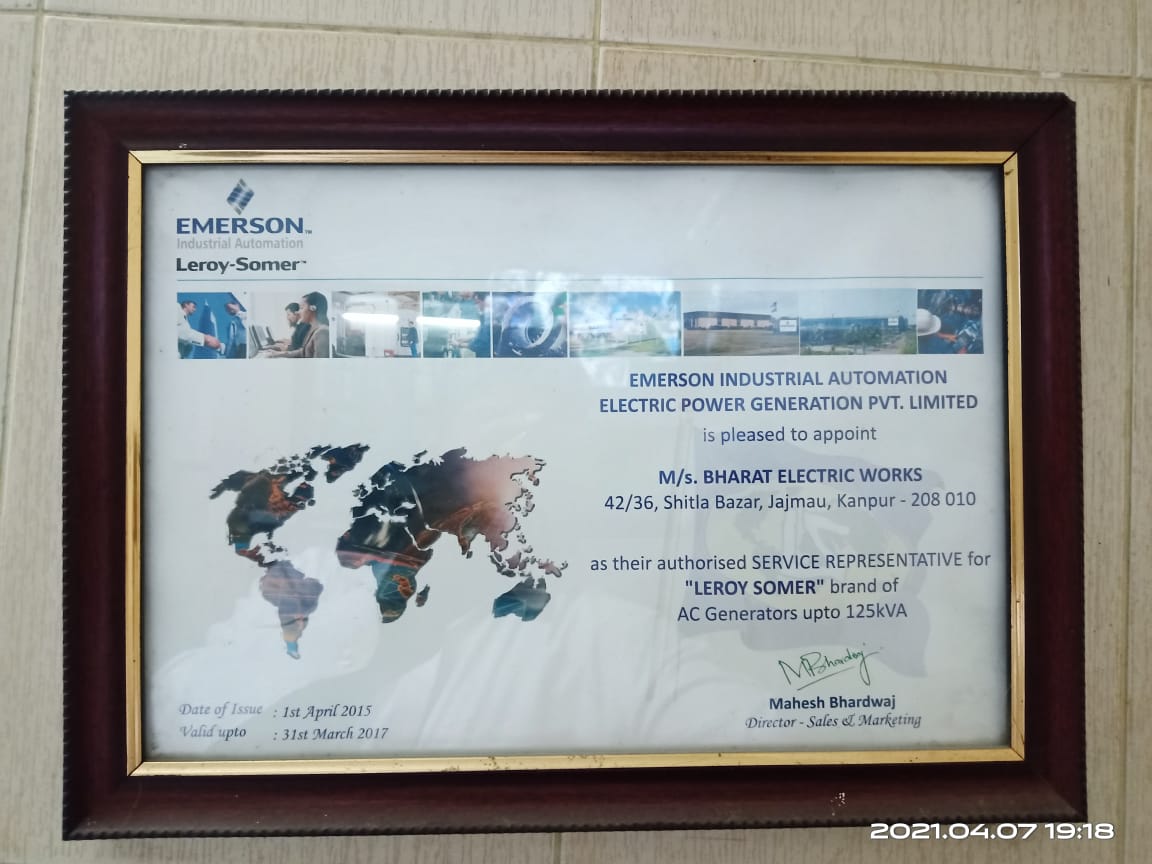 EMERSON™
Industrial Automation
Leroy-Somer™
EMERSON INDUSTRIAL AUTOMATION
ELECTRIC POWER GENERATION PVT. LIMITED
is pleased to appoint
M/s. BHARAT ELECTRIC WORKS
42/36, Shitla Bazar, Jajmau, Kanpur - 208 010
as their authorised SERVICE REPRESENTATIVE for
"LEROY SOMER" brand of
AC Generators upto 125kVA
MBhardwaj
Mahesh Bhardwaj
Director - Sales & Marketing
Date of Issue : 1st April 2015
Valid upto : 31st March 2017
2021.04.07 19:18